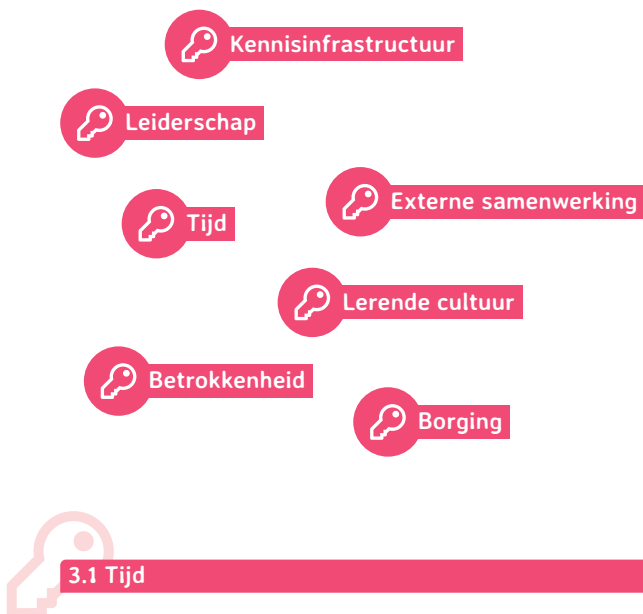 Kennisinfrastructuur
Leiderschap
Externe samenwerking
Tijd
Lerende cultuur
Betrokkenheid
Borging
3.1 Tijd